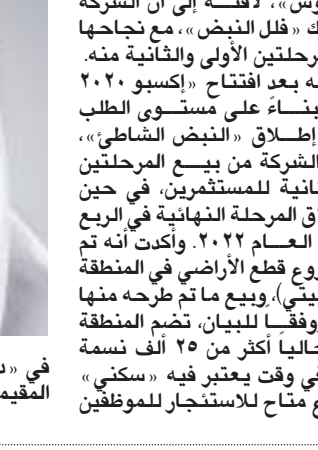 وس»، لافتة إلى أن الشركة
ك «فلل النبض»، مع نجاحها
رحلتين الأولى والثانية منه.
ه بعد افتتاح «إكسبو ٢٠٢٠
بناءً على مستوى الطلب
إطلاق «النبض الشاطئ»،
الشركة من بيع المرحلتين
انية للمستثمرين، في حين
لاق المرحلة النهائية في الربع
العام ٢٠٢٢. وأكدت أنه تم
روع قطع الأراضي في المنطقة
يتي)، وبيع ما تم طرحه منها
وفقاً للبيان، تضم المنطقة
حالياً أكثر من ٢٥ ألف نسمة
في وقت يعتبر فيه «سكني»
ع متاح للاستئجار للموظفين
في «د
المقيم